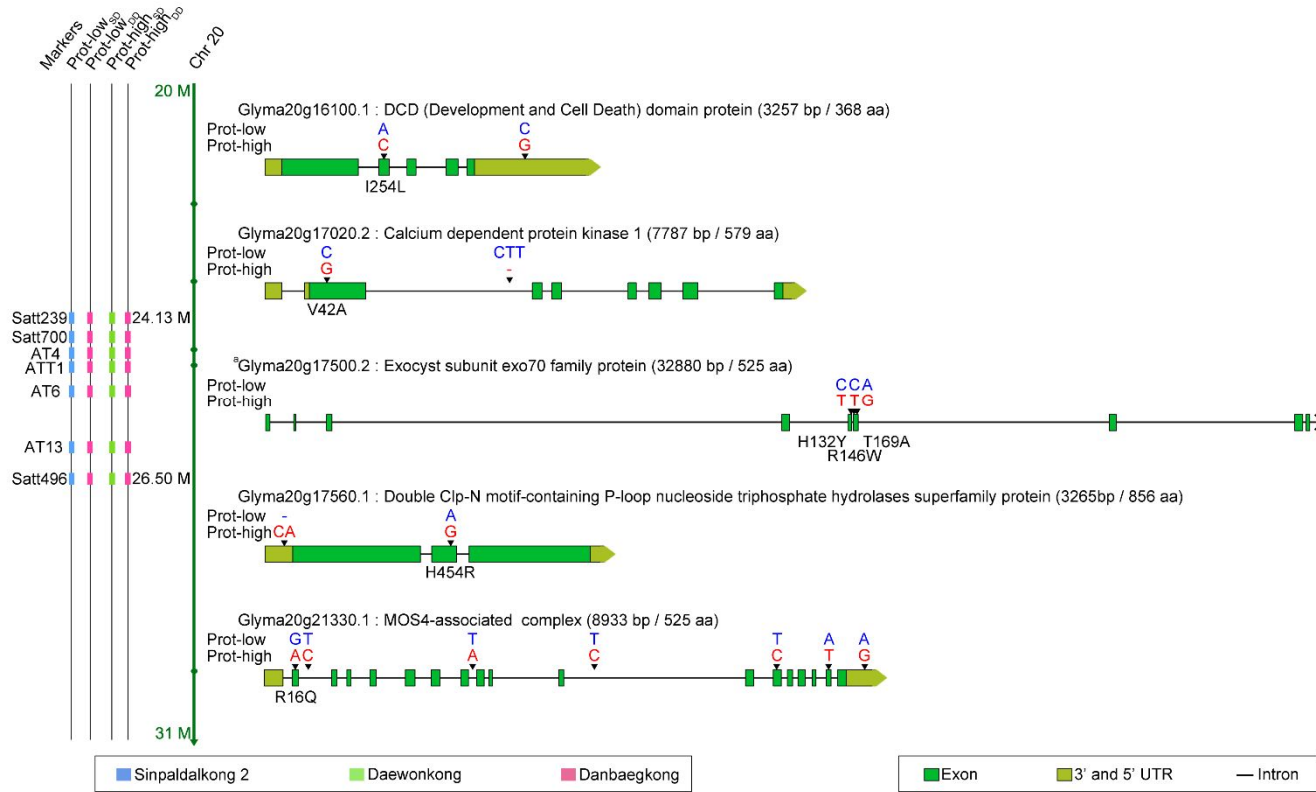 Markers
Prot-lowSD
Prot-lowDD
Prot-highSD
Prot-highDD
Chr 20
20 M
Glyma20g16100.1 : DCD (Development and Cell Death) domain protein (3257 bp / 368 aa)
Prot-low A C
Prot-high C G
I254L
Glyma20g17020.2 : Calcium dependent protein kinase 1 (7787 bp / 579 aa)
Prot-low C CTT
Prot-high G -
V42A
Satt239 24.13 M
Satt700
AT4
ATT1
AT6
AT13
Satt496 26.50 M
aGlyma20g17500.2 : Exocyst subunit exo70 family protein (32880 bp / 525 aa)
Prot-low C C A
Prot-high T T G
H132Y T169A
R146W
Glyma20g17560.1 : Double Clp-N motif-containing P-loop nucleoside triphosphate hydrolases superfamily protein (3265bp / 856 aa)
Prot-low - A
Prot-high CA G
H454R
Glyma20g21330.1 : MOS4-associated complex (8933 bp / 525 aa)
Prot-low G T T T T A A
Prot-high A C A C C T G
R16Q
31 M
Sinpaldalkong 2 Daewonkong Danbaegkong
Exon 3' and 5' UTR Intron